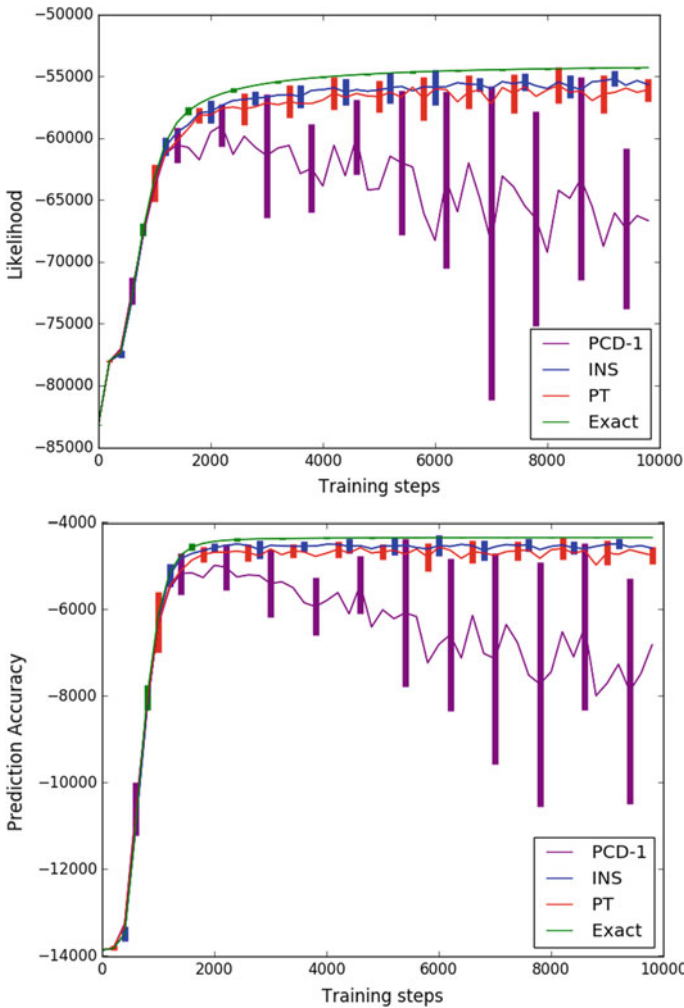 −50000
−55000
−60000
−65000
−70000
−75000
−80000
−85000
Likelihood
0
2000
4000
6000
8000
10000
Training steps
PCD-1
INS
PT
Exact
−4000
−6000
−8000
−10000
−12000
−14000
Prediction Accuracy
0
2000
4000
6000
8000
1000
Training steps
PCD-1
INS
PT
Exact